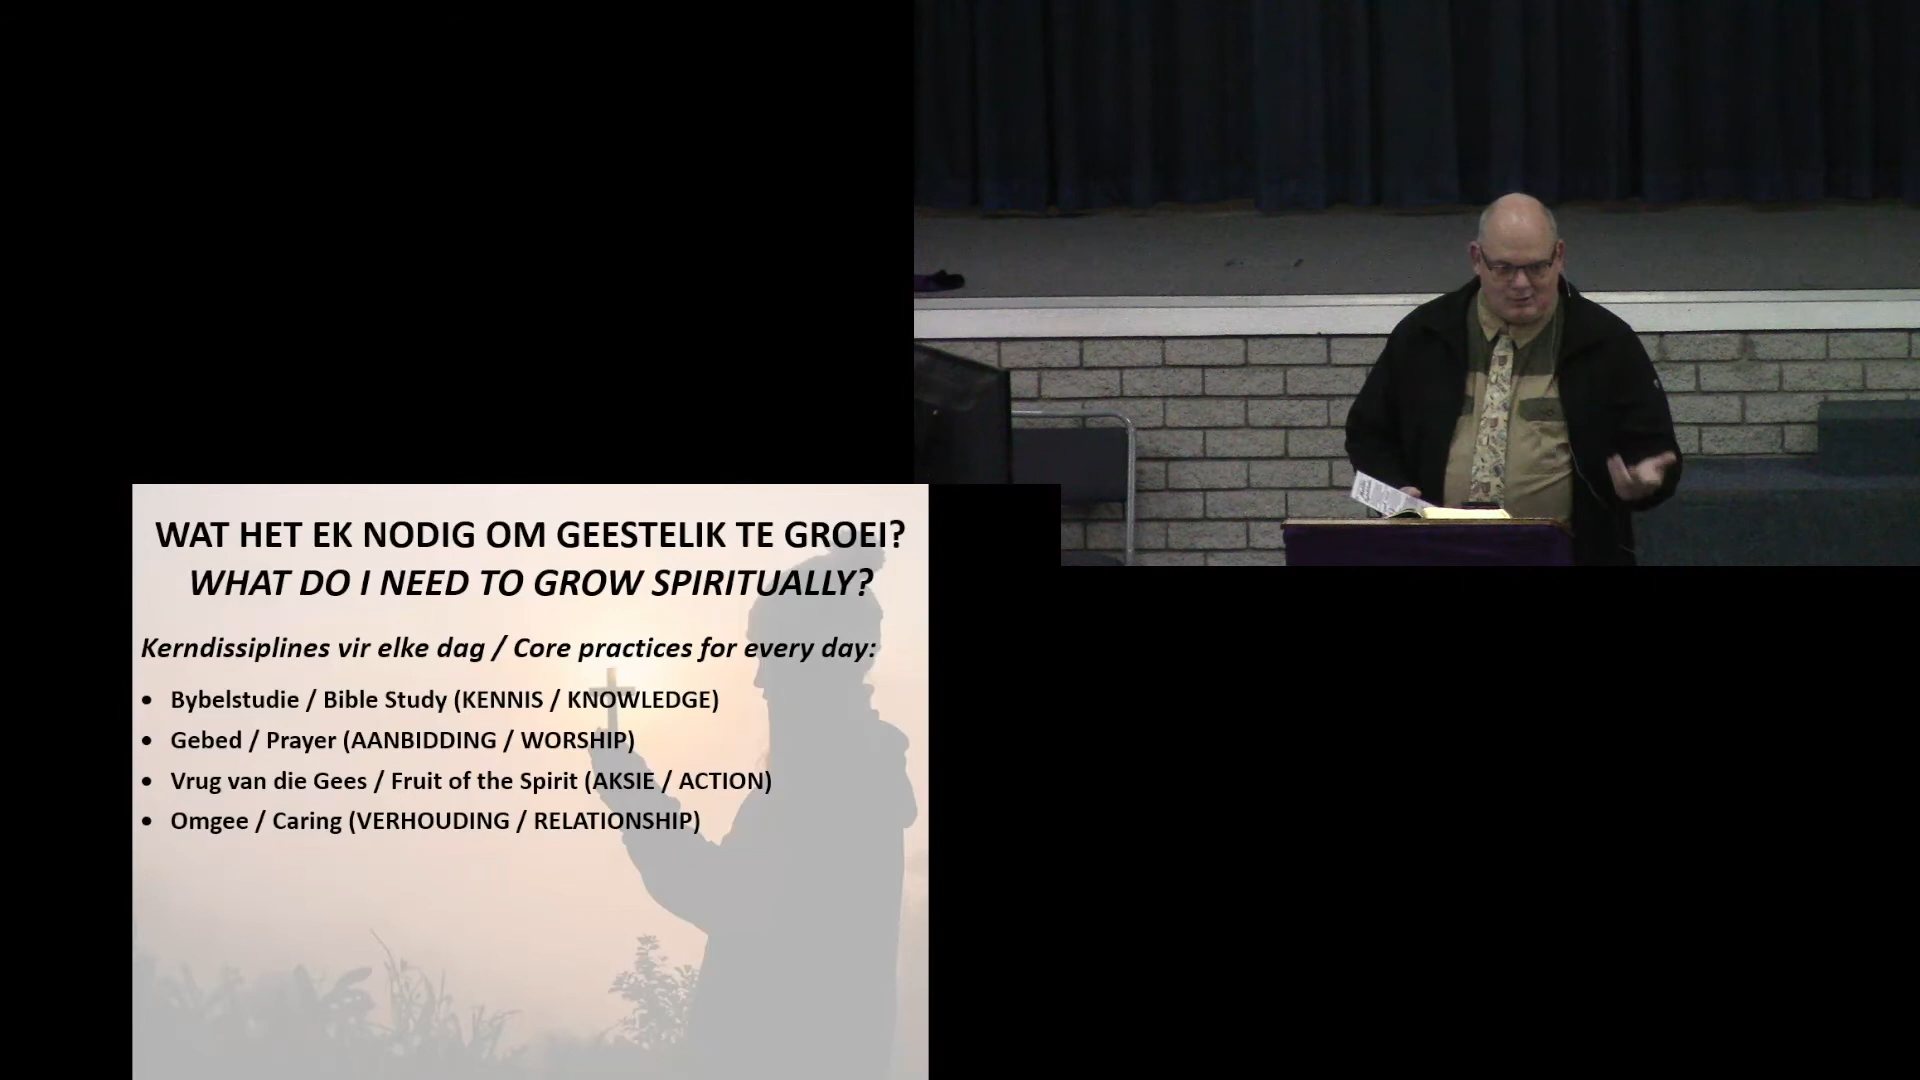 WAT HET EK NODIG OM GEESTELIK TE GROEI?
WHAT DO I NEED TO GROW SPIRITUALLY?
Kerndissiplines vir elke dag / Core practices for every day:
• Bybelstudie / Bible Study (KENNIS / KNOWLEDGE)
• Gebed / Prayer (AANBIDDING / WORSHIP)
• Vrug van die Gees / Fruit of the Spirit (AKSIE / ACTION)
• Omgee / Caring (VERHOUDING / RELATIONSHIP)